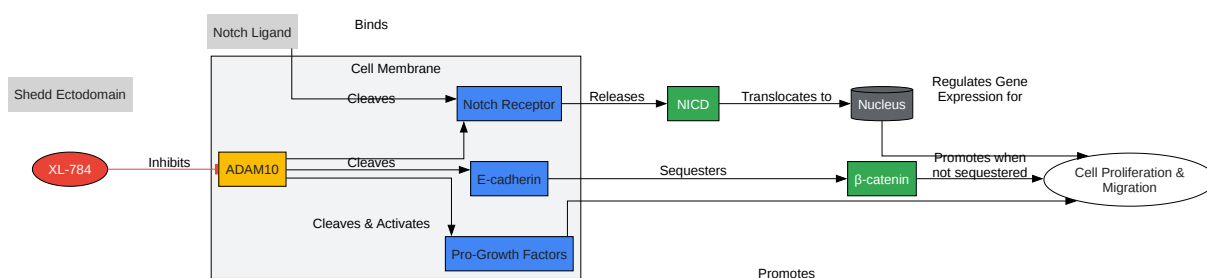 Binds
Notch Ligand
Cell Membrane
Shedd Ectodomain
Cleaves
Notch Receptor
Releases
NICD
Translocates to
Nucleus
Regulates Gene
Expression for
XL-784
Inhibits
ADAM10
Cleaves
E-cadherin
Sequesters
β-catenin
Promotes when
not sequestered
Cell Proliferation &
Migration
Cleaves & Activates
Pro-Growth Factors
Promotes